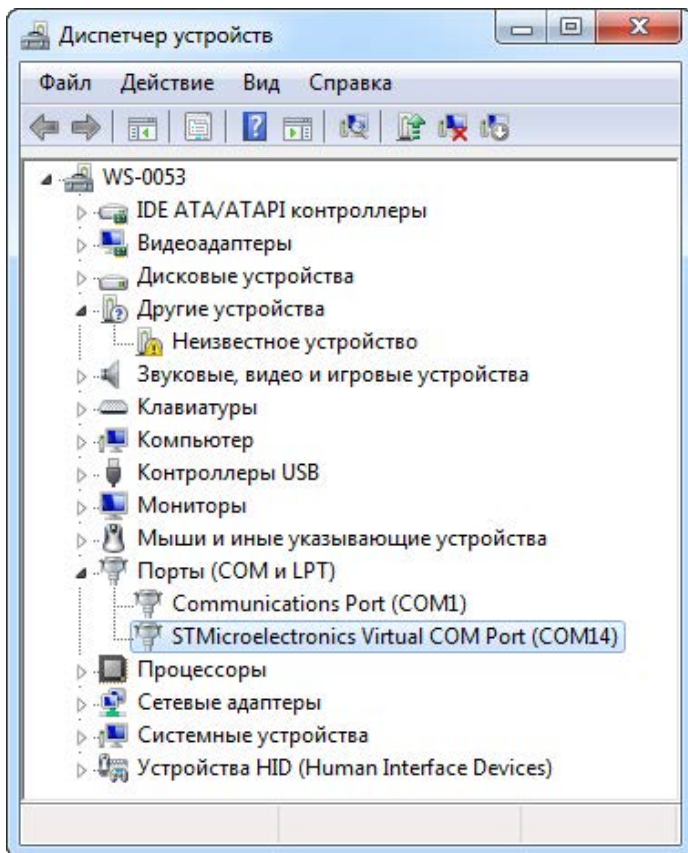 Диспетчер устройств
Файл Действие Вид Справка
WS-0053
IDE ATA/ATAPI контроллеры
Видеоадаптеры
Дисковые устройства
Другие устройства
Неизвестное устройство
Звуковые, видео и игровые устройства
Клавиатуры
Компьютер
Контроллеры USB
Мониторы
Мыши и иные указывающие устройства
Порты (COM и LPT)
Communications Port (COM1)
STMicroelectronics Virtual COM Port (COM14)
Процессоры
Сетевые адаптеры
Системные устройства
Устройства HID (Human Interface Devices)